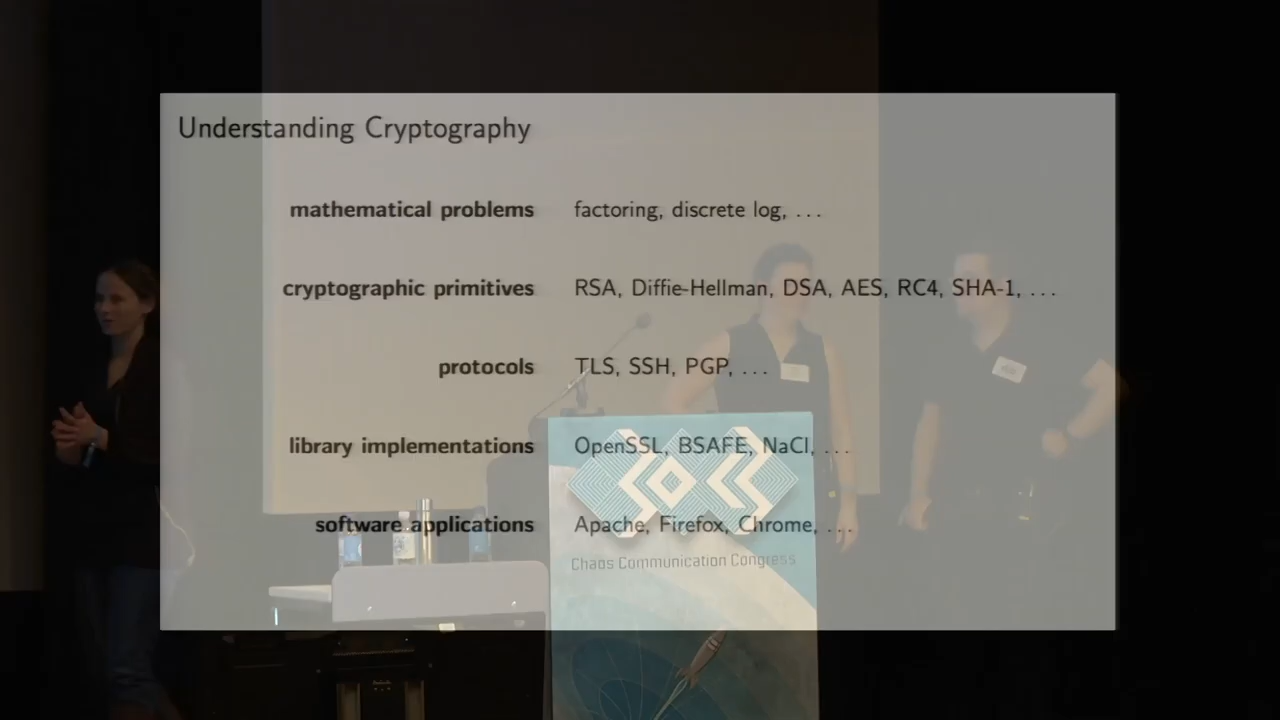 Understanding Cryptography
mathematical problems factoring, discrete log, ...
cryptographic primitives RSA, Diffie-Hellman, DSA, AES, RC4, SHA-1, ...
protocols TLS, SSH, PGP, ...
library implementations OpenSSL, BSAFE, NaCl, ...
software applications Apache, Firefox, Chrome, ...
Chaos Communication Congress